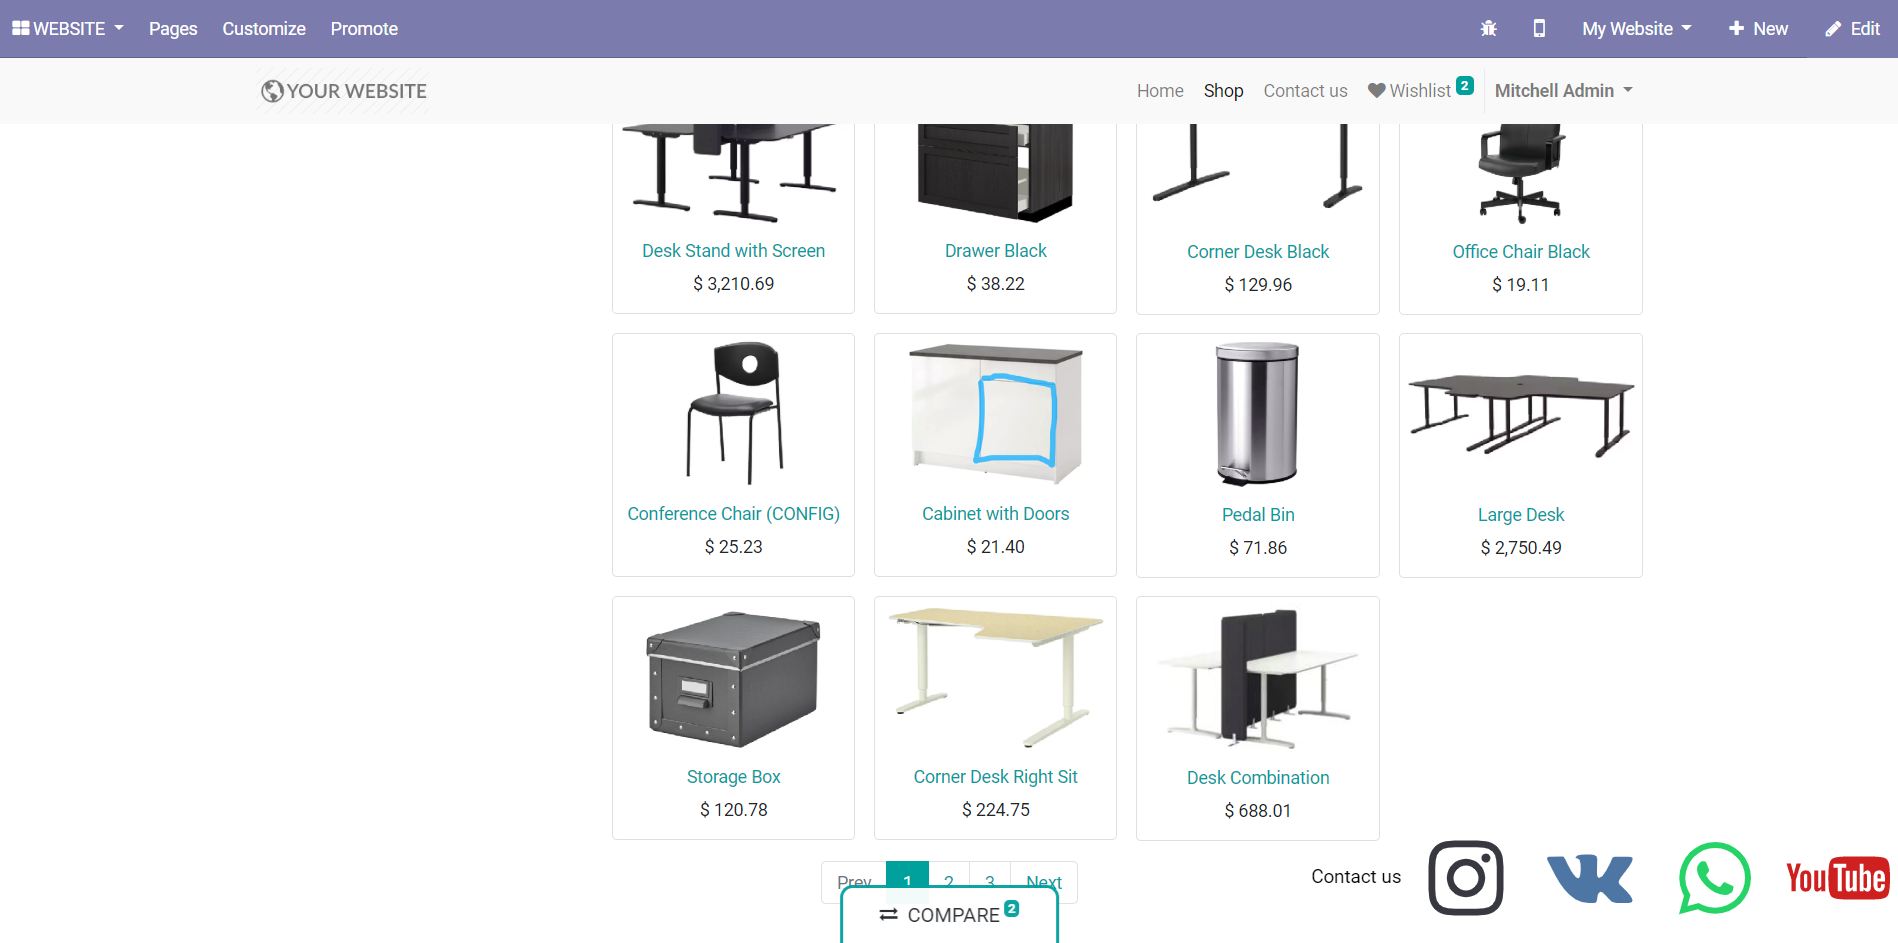 WEBSITE Pages Customize Promote My Website New Edit
YOUR WEBSITE Home Shop Contact us Wishlist 2 Mitchell Admin
Desk Stand with Screen Drawer Black Corner Desk Black Office Chair Black
$ 3,210.69 $ 38.22 $ 129.96 $ 19.11
Conference Chair (CONFIG) Cabinet with Doors Pedal Bin Large Desk
$ 25.23 $ 21.40 $ 71.86 $ 2,750.49
Storage Box Corner Desk Right Sit Desk Combination
$ 120.78 $ 224.75 $ 688.01
Prev 1 2 3 Next Contact us YouTube
COMPARE 2